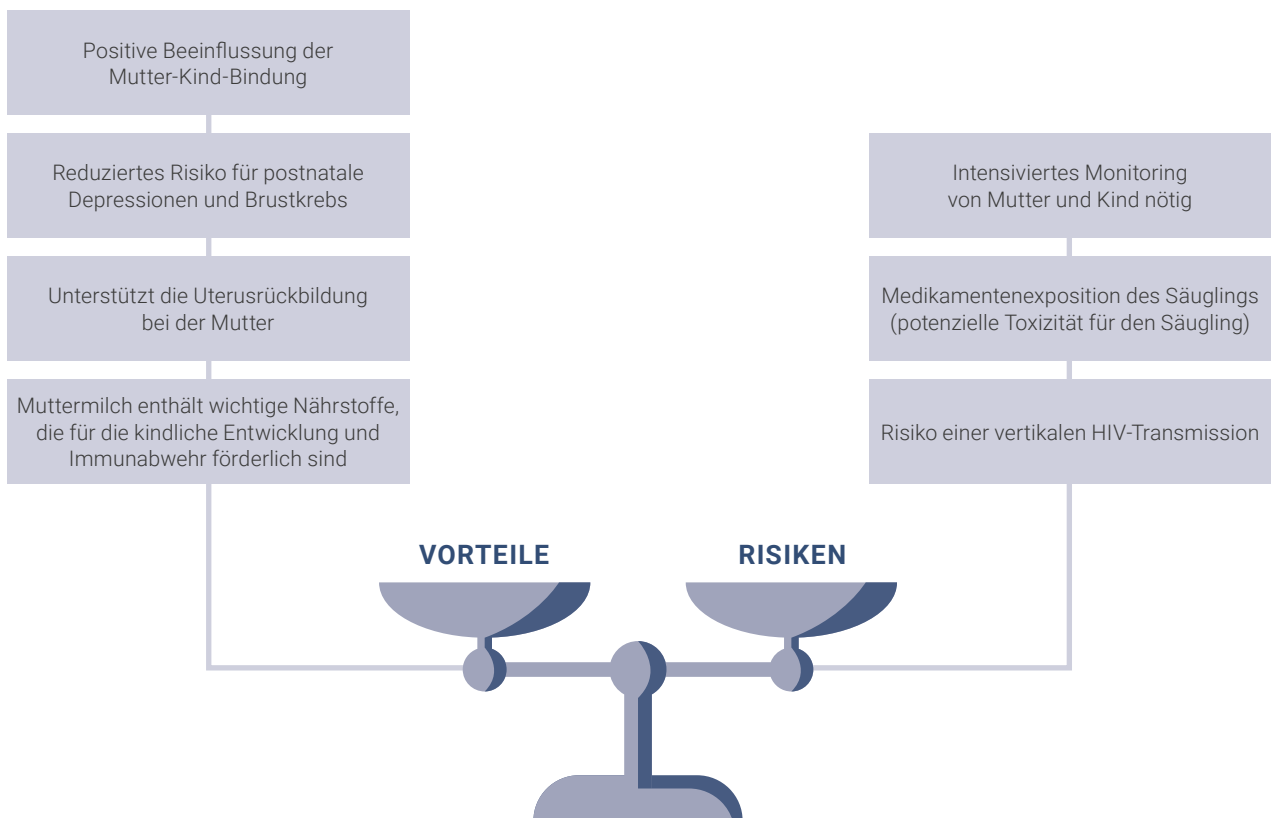 Positive Beeinflussung der
Mutter-Kind-Bindung
Reduziertes Risiko für postnatale
Depressionen und Brustkrebs
Unterstützt die Uterusrückbildung
bei der Mutter
Muttermilch enthält wichtige Nährstoffe,
die für die kindliche Entwicklung und
Immunabwehr förderlich sind
Intensiviertes Monitoring
von Mutter und Kind nötig
Medikamentenexposition des Säuglings
(potenzielle Toxizität für den Säugling)
Risiko einer vertikalen HIV-Transmission
VORTEILE
RISIKEN